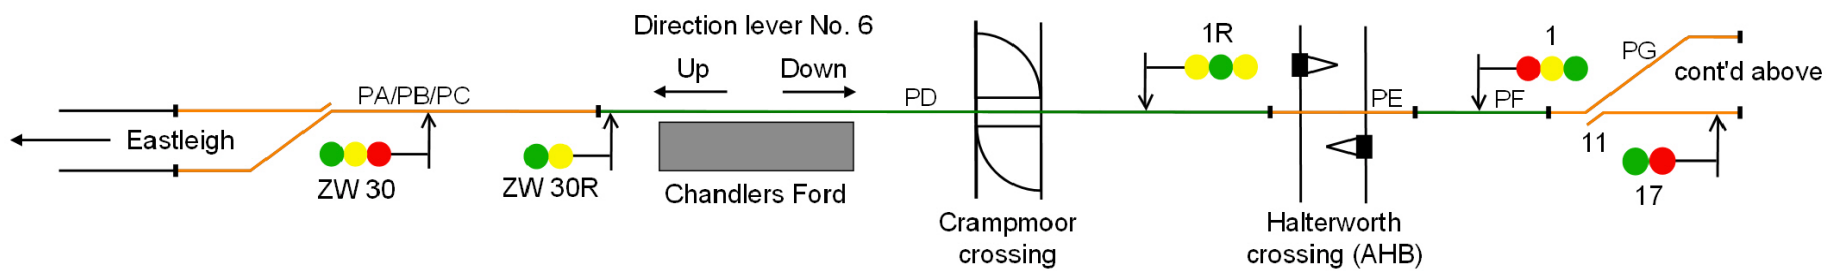 Direction lever No. 6
1R
1
Up
Down
PG
cont'd above
PA/PB/PC
PD
PE
PF
Eastleigh
11
ZW 30
ZW 30R
Chandlers Ford
17
Crampmoor
crossing
Halterworth
crossing (AHB)